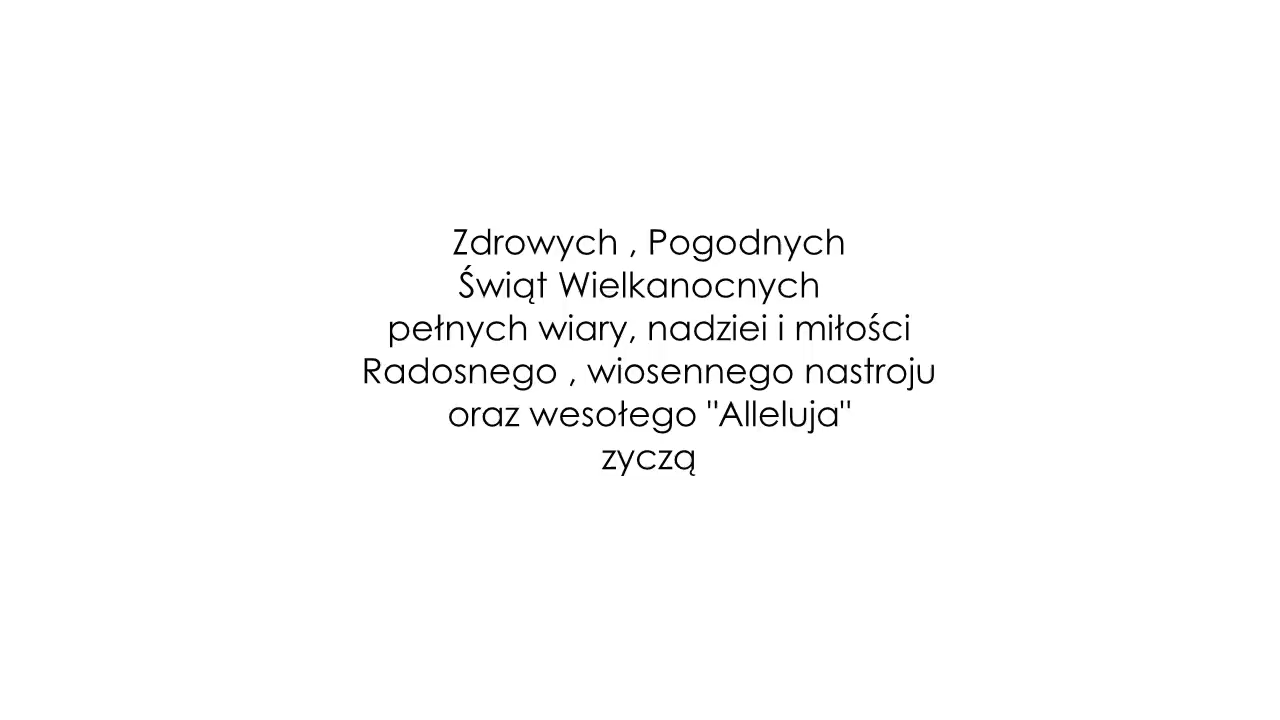 Zdrowych , Pogodnych
Świąt Wielkanocnych
pełnych wiary, nadziei i miłości
Radosnego , wiosennego nastroju
oraz wesołego "Alleluja"
zyczą